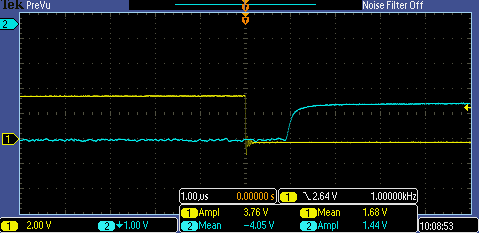 Tek PreVu Noise Filter Off
2
1
1.00μs 0.00000 s 1 2.64 V 1.00000kHz
1 Ampl 3.76 V 1 Mean 1.68 V
2 Mean −4.05 V 2 Ampl 1.44 V
1 2.00 V 2 1.00 V 10:08:53